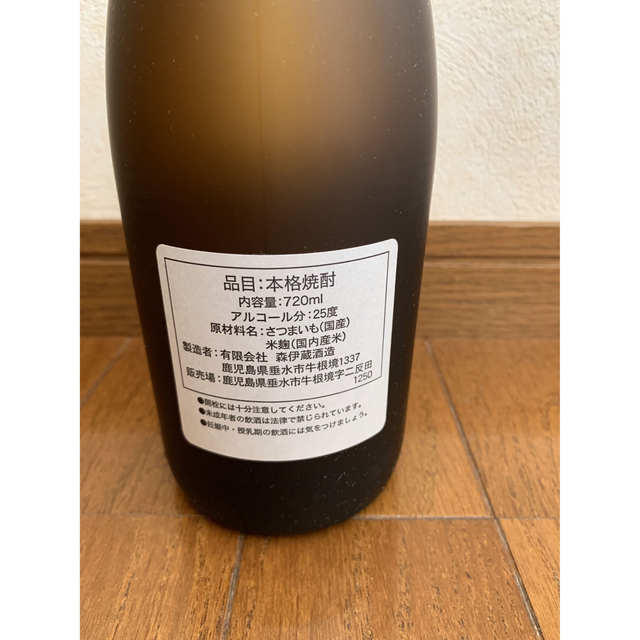 品目:本格焼酎
内容量:720ml
アルコール分:25度
原材料名:さつまいも(国産)
米麹(国内産米)
製造者:有限会社 森伊蔵酒造
鹿児島県垂水市牛根境1337
販売場:鹿児島県垂水市牛根境字二反田
1250
●開栓には十分注意してください。
●未成年者の飲酒は法律で禁じられています。
●妊娠中・授乳期の飲酒には気をつけましょう。